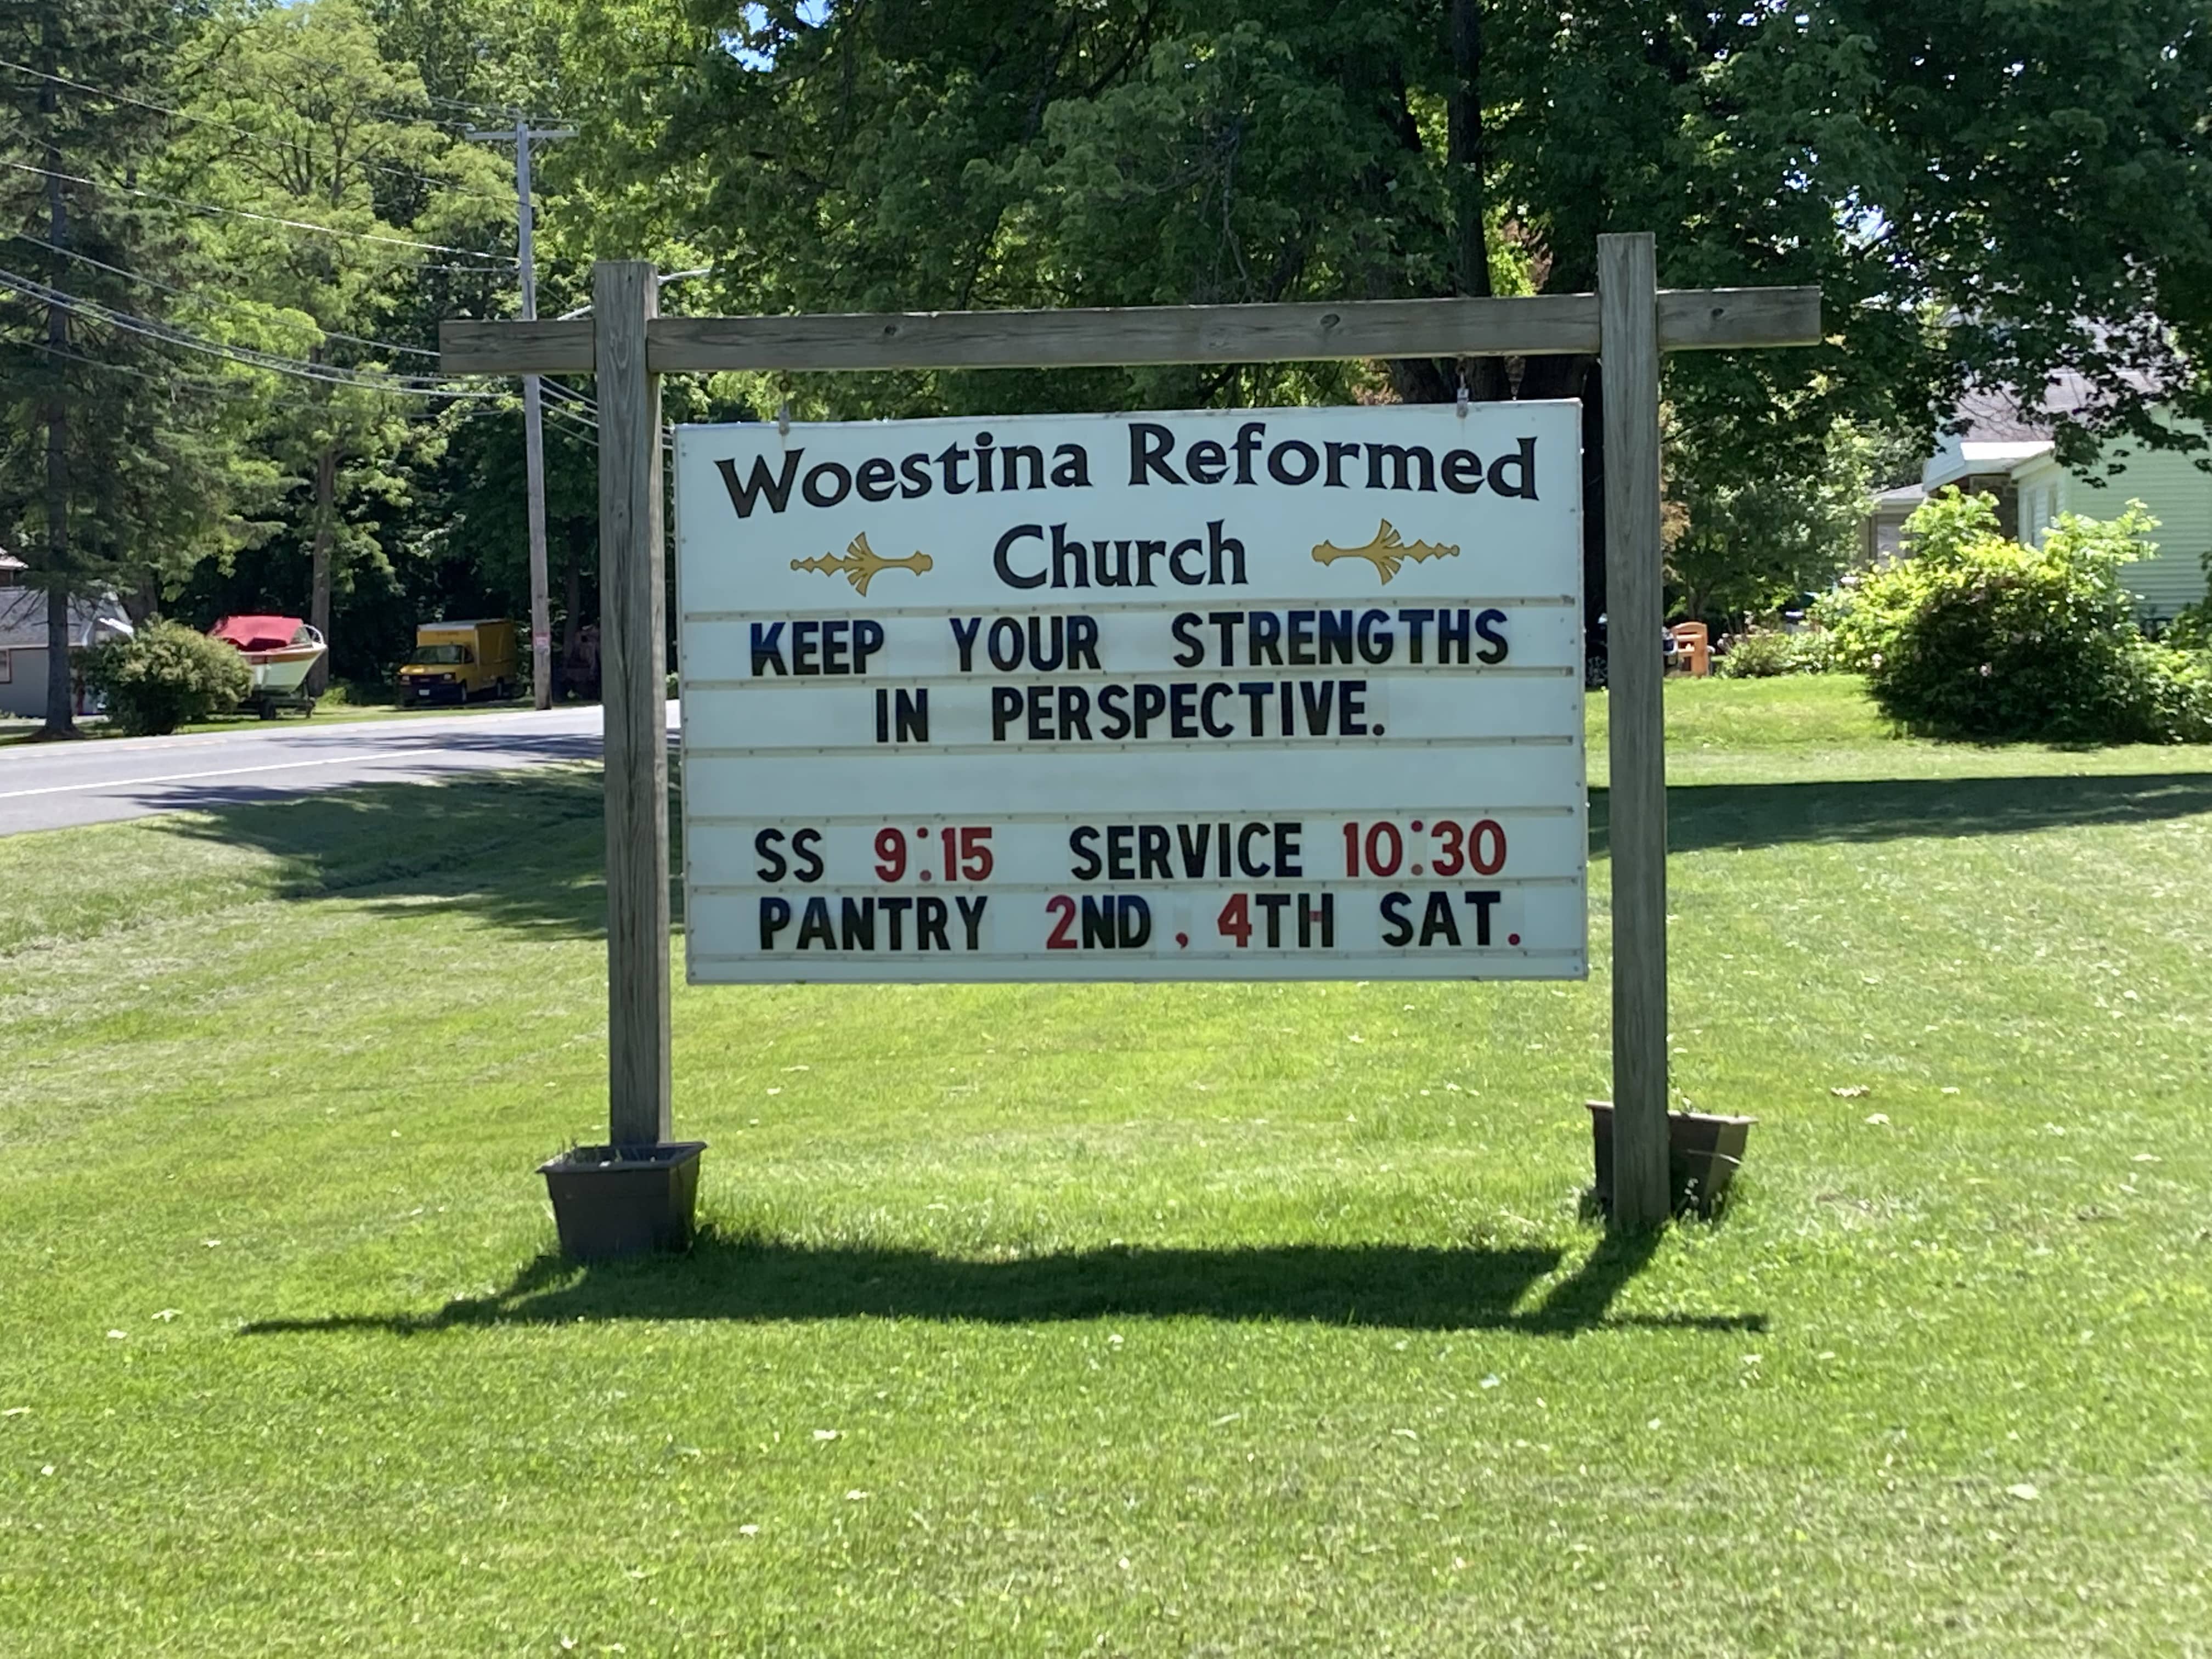 Woestina Reformed
Church
KEEP YOUR STRENGTHS
IN PERSPECTIVE.
SS 9:15 SERVICE 10:30
PANTRY 2ND, 4TH SAT.